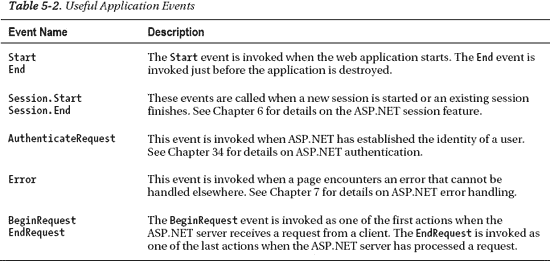 Table 5-2. Useful Application Events
Event Name Description
Start The Start event is invoked when the web application starts. The End event is
End invoked just before the application is destroyed.
Session.Start These events are called when a new session is started or an existing session
Session.End finishes. See Chapter 6 for details on the ASP.NET session feature.
AuthenticateRequest This event is invoked when ASP.NET has established the identity of a user.
See Chapter 34 for details on ASP.NET authentication.
Error This event is invoked when a page encounters an error that cannot be
handled elsewhere. See Chapter 7 for details on ASP.NET error handling.
BeginRequest The BeginRequest event is invoked as one of the first actions when the
EndRequest ASP.NET server receives a request from a client. The EndRequest is invoked as
one of the last actions when the ASP.NET server has processed a request.